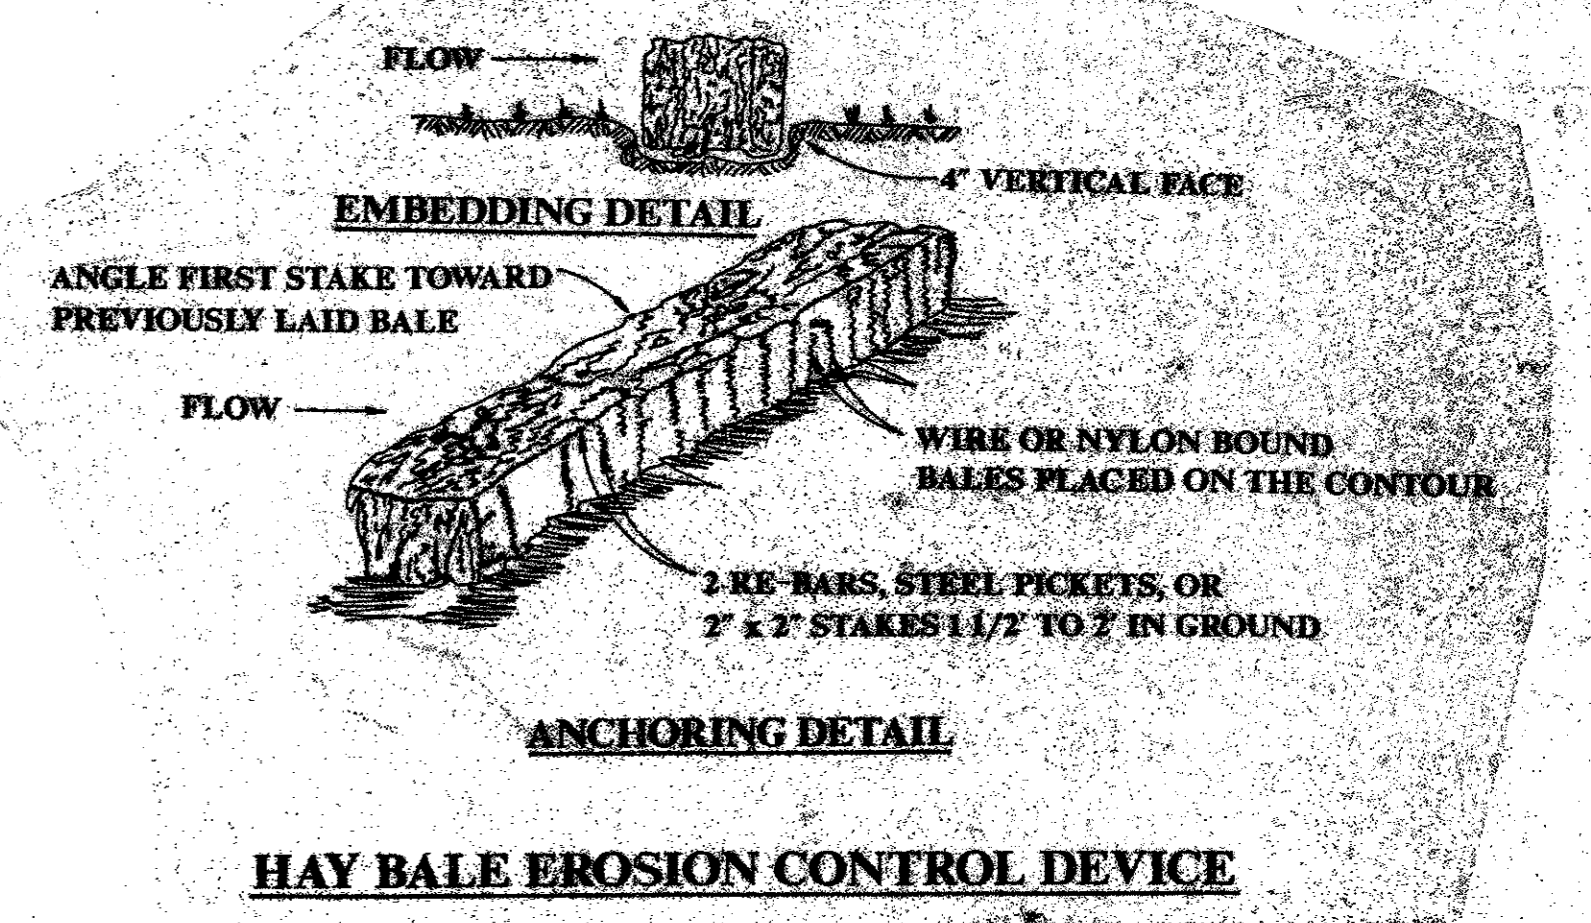 FLOW
4" VERTICAL FACE
EMBEDDING DETAIL
ANGLE FIRST STAKE TOWARD
PREVIOUSLY LAID BALE
FLOW
WIRE OR NYLON BOUND
BALES PLACED ON THE CONTOUR
2 RE-BARS, STEEL PICKETS, OR
2" x 2" STAKES 1 1/2' TO 2' IN GROUND
ANCHORING DETAIL
HAY BALE EROSION CONTROL DEVICE